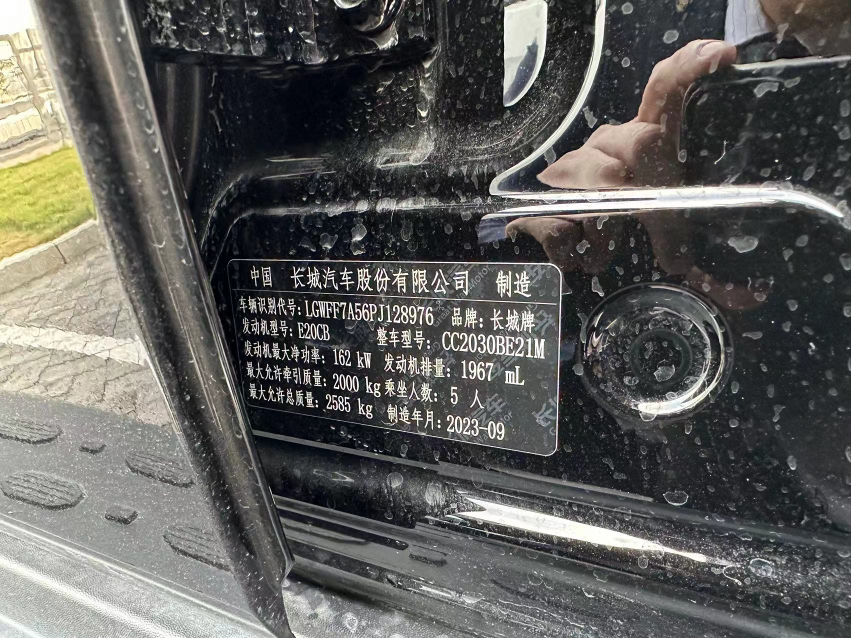 中国 长城汽车股份有限公司 制造
车辆识别代号: LGWFF7A56PJ128976 品牌: 长城牌
发动机型号: E20CB 整车型号: CC2030BE21M
发动机最大净功率: 162 kW 发动机排量: 1967 mL
最大允许牵引质量: 2000 kg 乘坐人数: 5 人
最大允许总质量: 2585 kg 制造年月: 2023-09